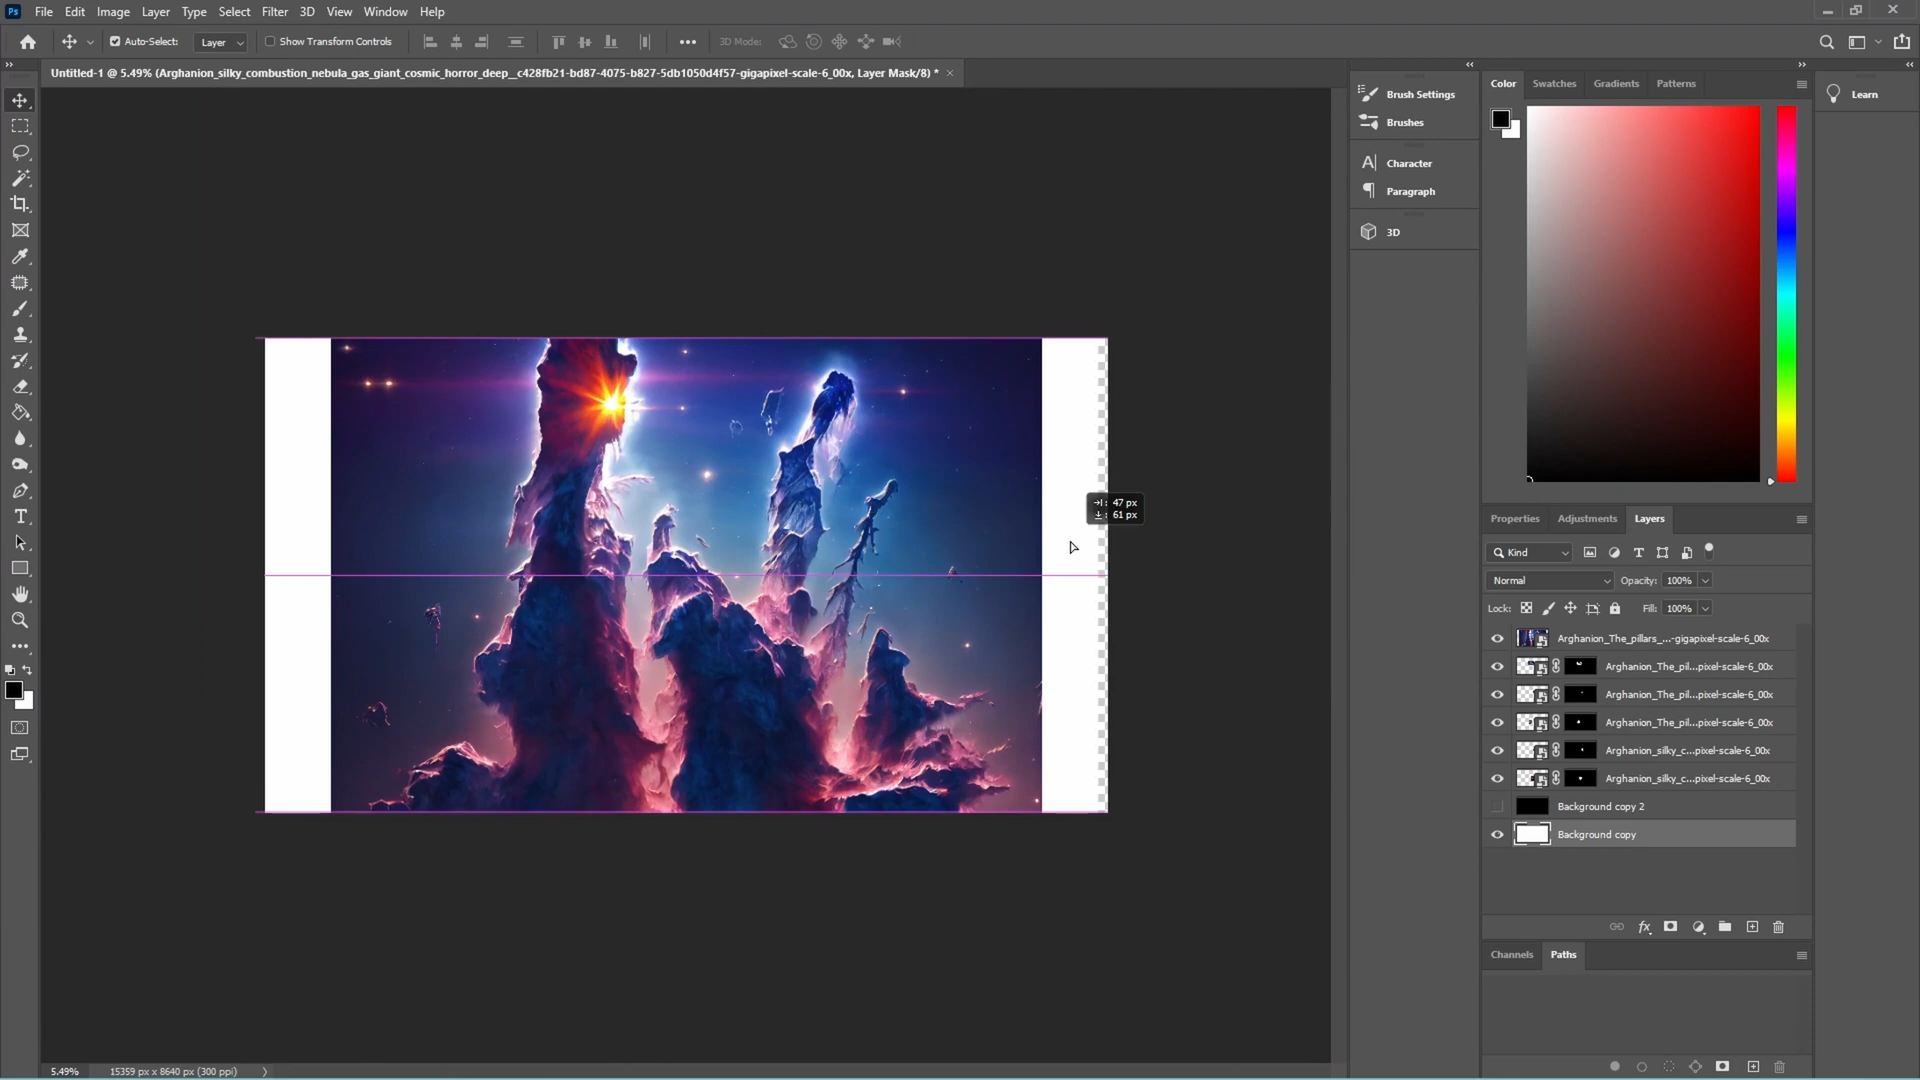 Ps File Edit Image Layer Type Select Filter 3D View Window Help
Auto-Select: Layer Show Transform Controls 3D Mode:
Untitled-1 @ 5.49% (Arghanion_silky_combustion_nebula_gas_giant_cosmic_horror_deep__c428fb21-bd87-4075-b827-5db1050d4f57-gigapixel-scale-6_00x, Layer Mask/8) * ×
Brush Settings
Brushes
Character
Paragraph
3D
Color Swatches Gradients Patterns
Learn
47 px
61 px
Properties Adjustments Layers
Kind
Normal Opacity: 100%
Lock: Fill: 100%
Arghanion_The_pillars_...-gigapixel-scale-6_00x
Arghanion_The_pil...pixel-scale-6_00x
Arghanion_The_pil...pixel-scale-6_00x
Arghanion_The_pil...pixel-scale-6_00x
Arghanion_silky_c...pixel-scale-6_00x
Arghanion_silky_c...pixel-scale-6_00x
Background copy 2
Background copy
fx
Channels Paths
5.49% 15359 px x 8640 px (300 ppi)